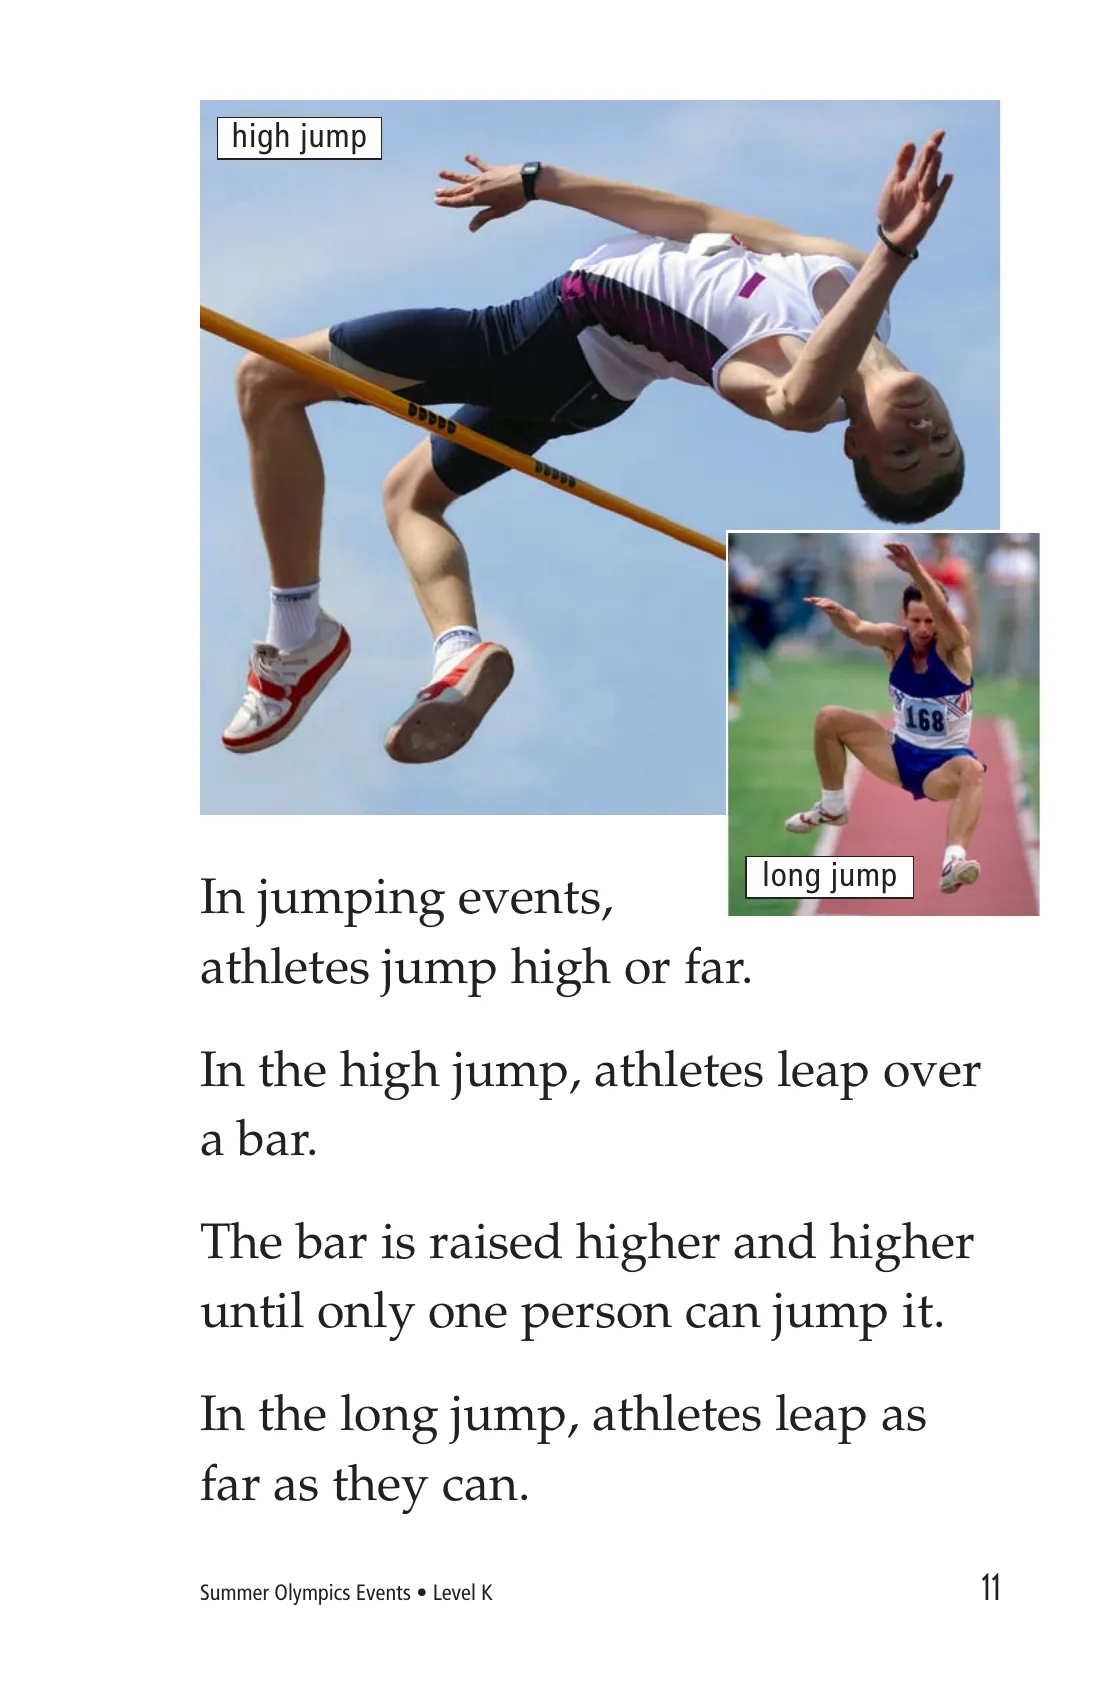 high jump
168
long jump
In jumping events,
athletes jump high or far.
In the high jump, athletes leap over
a bar.
The bar is raised higher and higher
until only one person can jump it.
In the long jump, athletes leap as
far as they can.
Summer Olympics Events • Level K
11